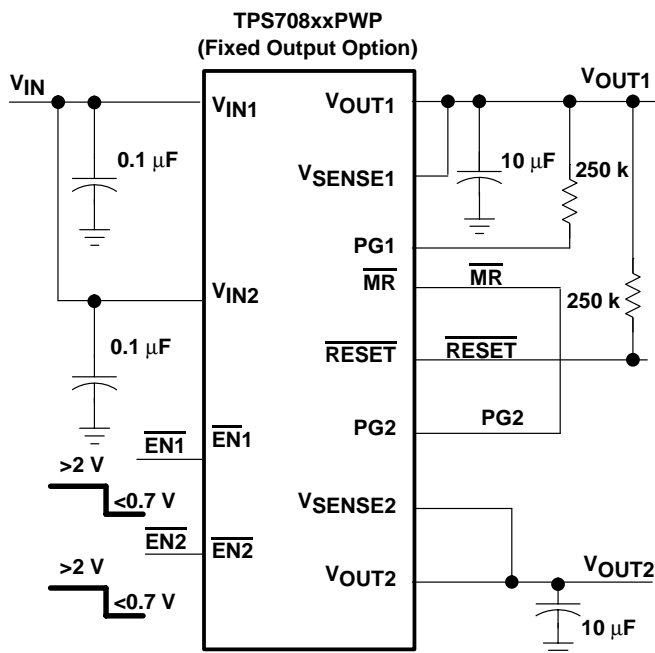 TPS708xxPWP
(Fixed Output Option)
VIN
VIN1
VOUT1
VOUT1
0.1 μF
10 μF
250 k
VSENSE1
PG1
MR
MR
VIN2
250 k
0.1 μF
RESET
RESET
EN1
EN1
PG2
PG2
>2 V
<0.7 V
VSENSE2
EN2
EN2
>2 V
VOUT2
VOUT2
<0.7 V
10 μF